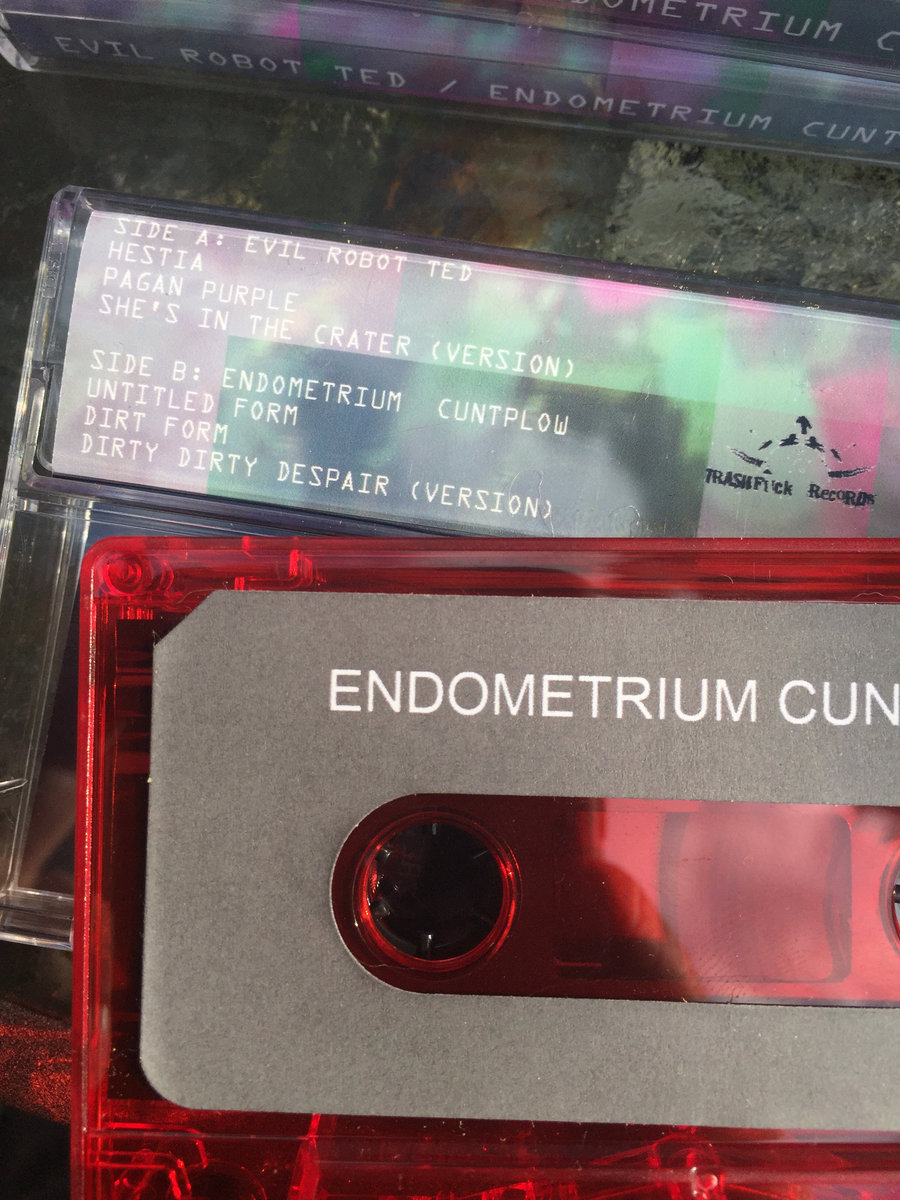 DOMETRIUM C
EVIL ROBOT TED / ENDOMETRIUM CUNT
SIDE A: EVIL ROBOT TED
HESTIA
PAGAN PURPLE
SHE'S IN THE CRATER (VERSION)
SIDE B: ENDOMETRIUM CUNTPLOW
UNTITLED FORM
DIRT FORM
DIRTY DIRTY DESPAIR (VERSION)
TRASHFUck RecoRDs
ENDOMETRIUM CUN